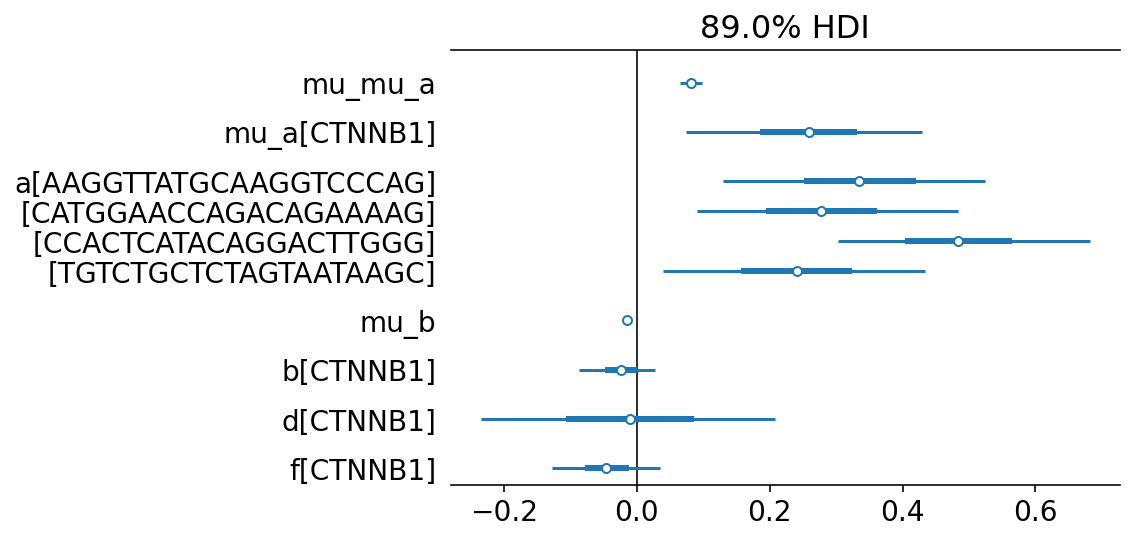 89.0% HDI
mu_mu_a
mu_a[CTNNB1]
a[AAGGTTATGCAAGGTCCCAG]
[CATGGAACCAGACAGAAAAG]
[CCACTCATACAGGACTTGGG]
[TGTCTGCTCTAGTAATAAGC]
mu_b
b[CTNNB1]
d[CTNNB1]
f[CTNNB1]
−0.2 0.0 0.2 0.4 0.6